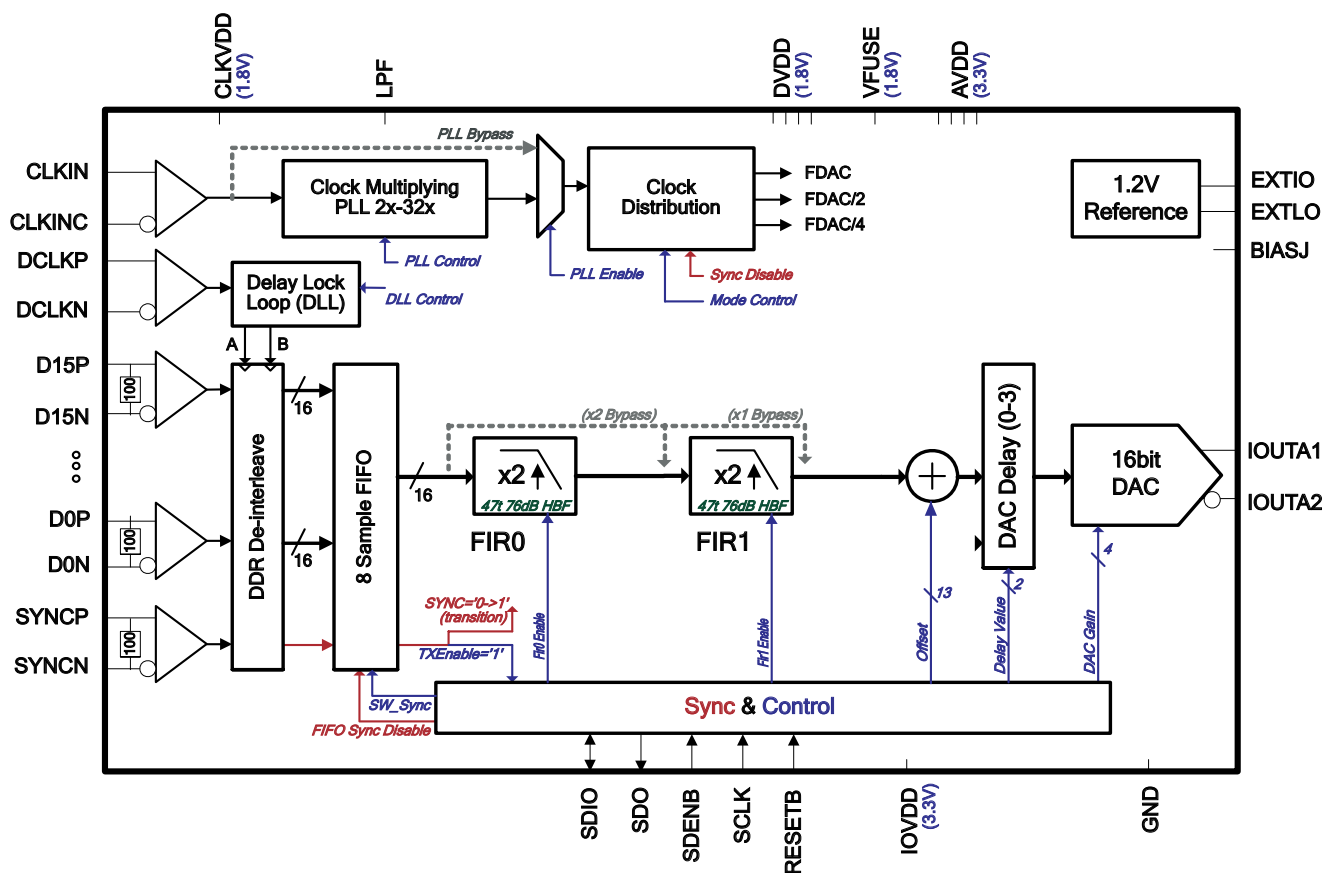 CLKVDD
(1.8V)
LPF
DVDD
(1.8V)
VFUSE
(1.8V)
AVDD
(3.3V)
CLKIN
CLKINC
PLL Bypass
Clock Multiplying
PLL 2x-32x
PLL Control
PLL Enable
Clock
Distribution
FDAC
FDAC/2
FDAC/4
Sync Disable
Mode Control
1.2V
Reference
EXTIO
EXTLO
BIASJ
DCLKP
DCLKN
Delay Lock
Loop (DLL)
DLL Control
A
B
D15P
100
D15N
D0P
100
D0N
SYNCP
100
SYNCN
DDR De-interleave
16
16
8 Sample FIFO
16
(x2 Bypass)
(x1 Bypass)
x2
47t 76dB HBF
FIR0
x2
47t 76dB HBF
FIR1
DAC Delay (0-3)
16bit
DAC
IOUTA1
IOUTA2
SYNC='0->1'
(transition)
TXEnable='1'
SW_Sync
FIFO Sync Disable
Fir0 Enable
Fir1 Enable
Offset
13
Delay Value
2
DAC Gain
4
Sync & Control
SDIO
SDO
SDENB
SCLK
RESETB
IOVDD
(3.3V)
GND